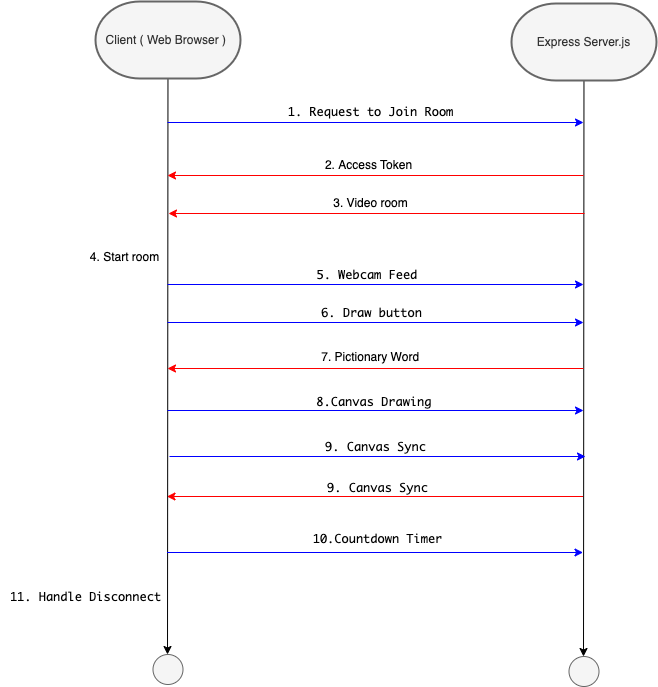 Client ( Web Browser )
Express Server.js
1. Request to Join Room
2. Access Token
3. Video room
4. Start room
5. Webcam Feed
6. Draw button
7. Pictionary Word
8.Canvas Drawing
9. Canvas Sync
9. Canvas Sync
10.Countdown Timer
11. Handle Disconnect